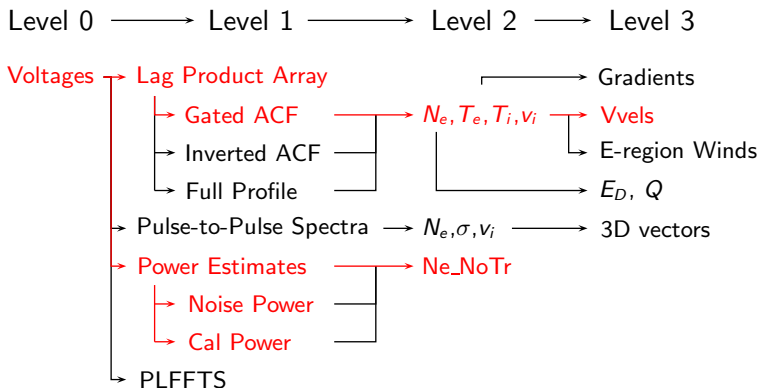 Level 0 Level 1 Level 2 Level 3
Voltages Lag Product Array Gradients
Gated ACF Nₑ, Tₑ, Tᵢ, vᵢ Vvels
Inverted ACF E-region Winds
Full Profile E_D, Q
Pulse-to-Pulse Spectra Nₑ,σ,vᵢ 3D vectors
Power Estimates Ne_NoTr
Noise Power
Cal Power
PLFFTS